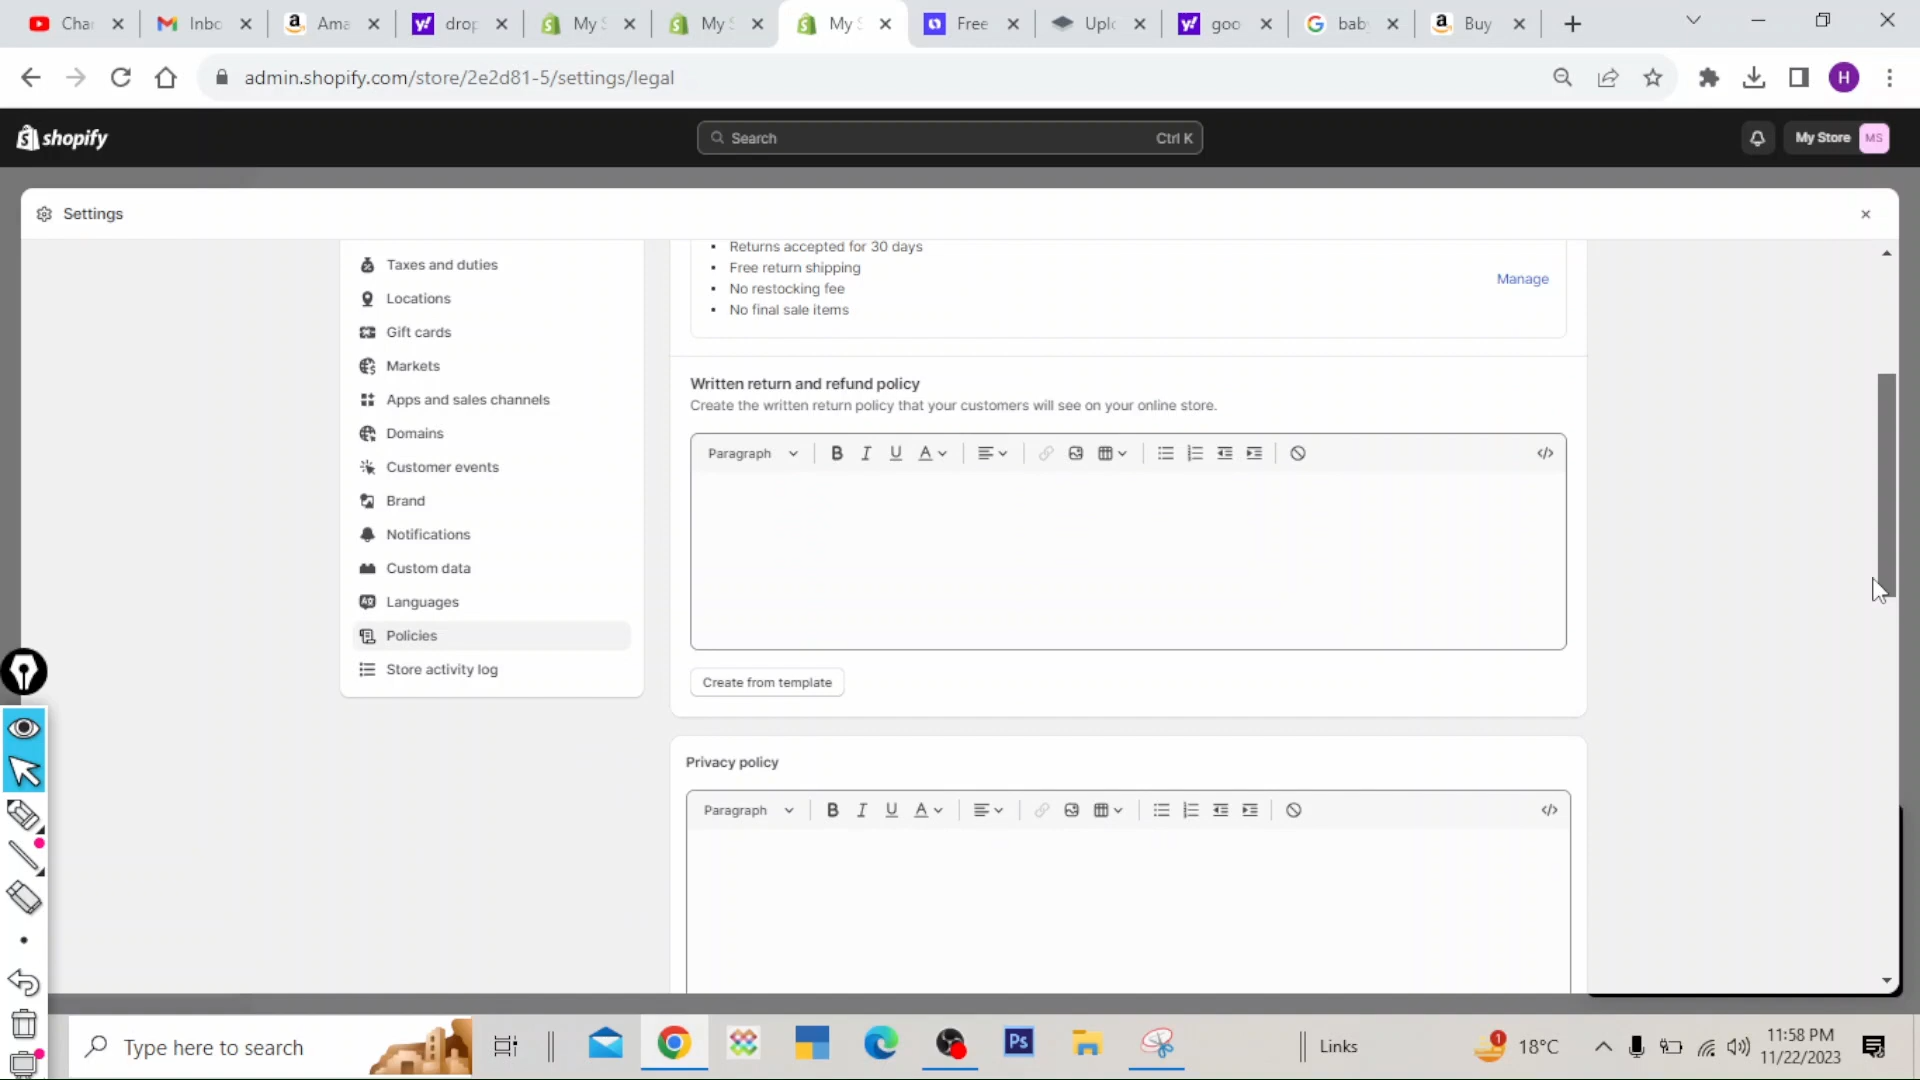 Cha
Inbo
Ama
drop
My S
My S
My S
Free
Uplo
goo
bab
Buy
admin.shopify.com/store/2e2d81-5/settings/legal
H
shopify
Search
Ctrl K
My Store
MS
Settings
Returns accepted for 30 days
Free return shipping
No restocking fee
No final sale items
Manage
Taxes and duties
Locations
Gift cards
Markets
Apps and sales channels
Domains
Customer events
Brand
Notifications
Custom data
Languages
Policies
Store activity log
Written return and refund policy
Create the written return policy that your customers will see on your online store.
Paragraph
Create from template
Privacy policy
Paragraph
Type here to search
Ps
Links
1
18°C
11:58 PM
11/22/2023